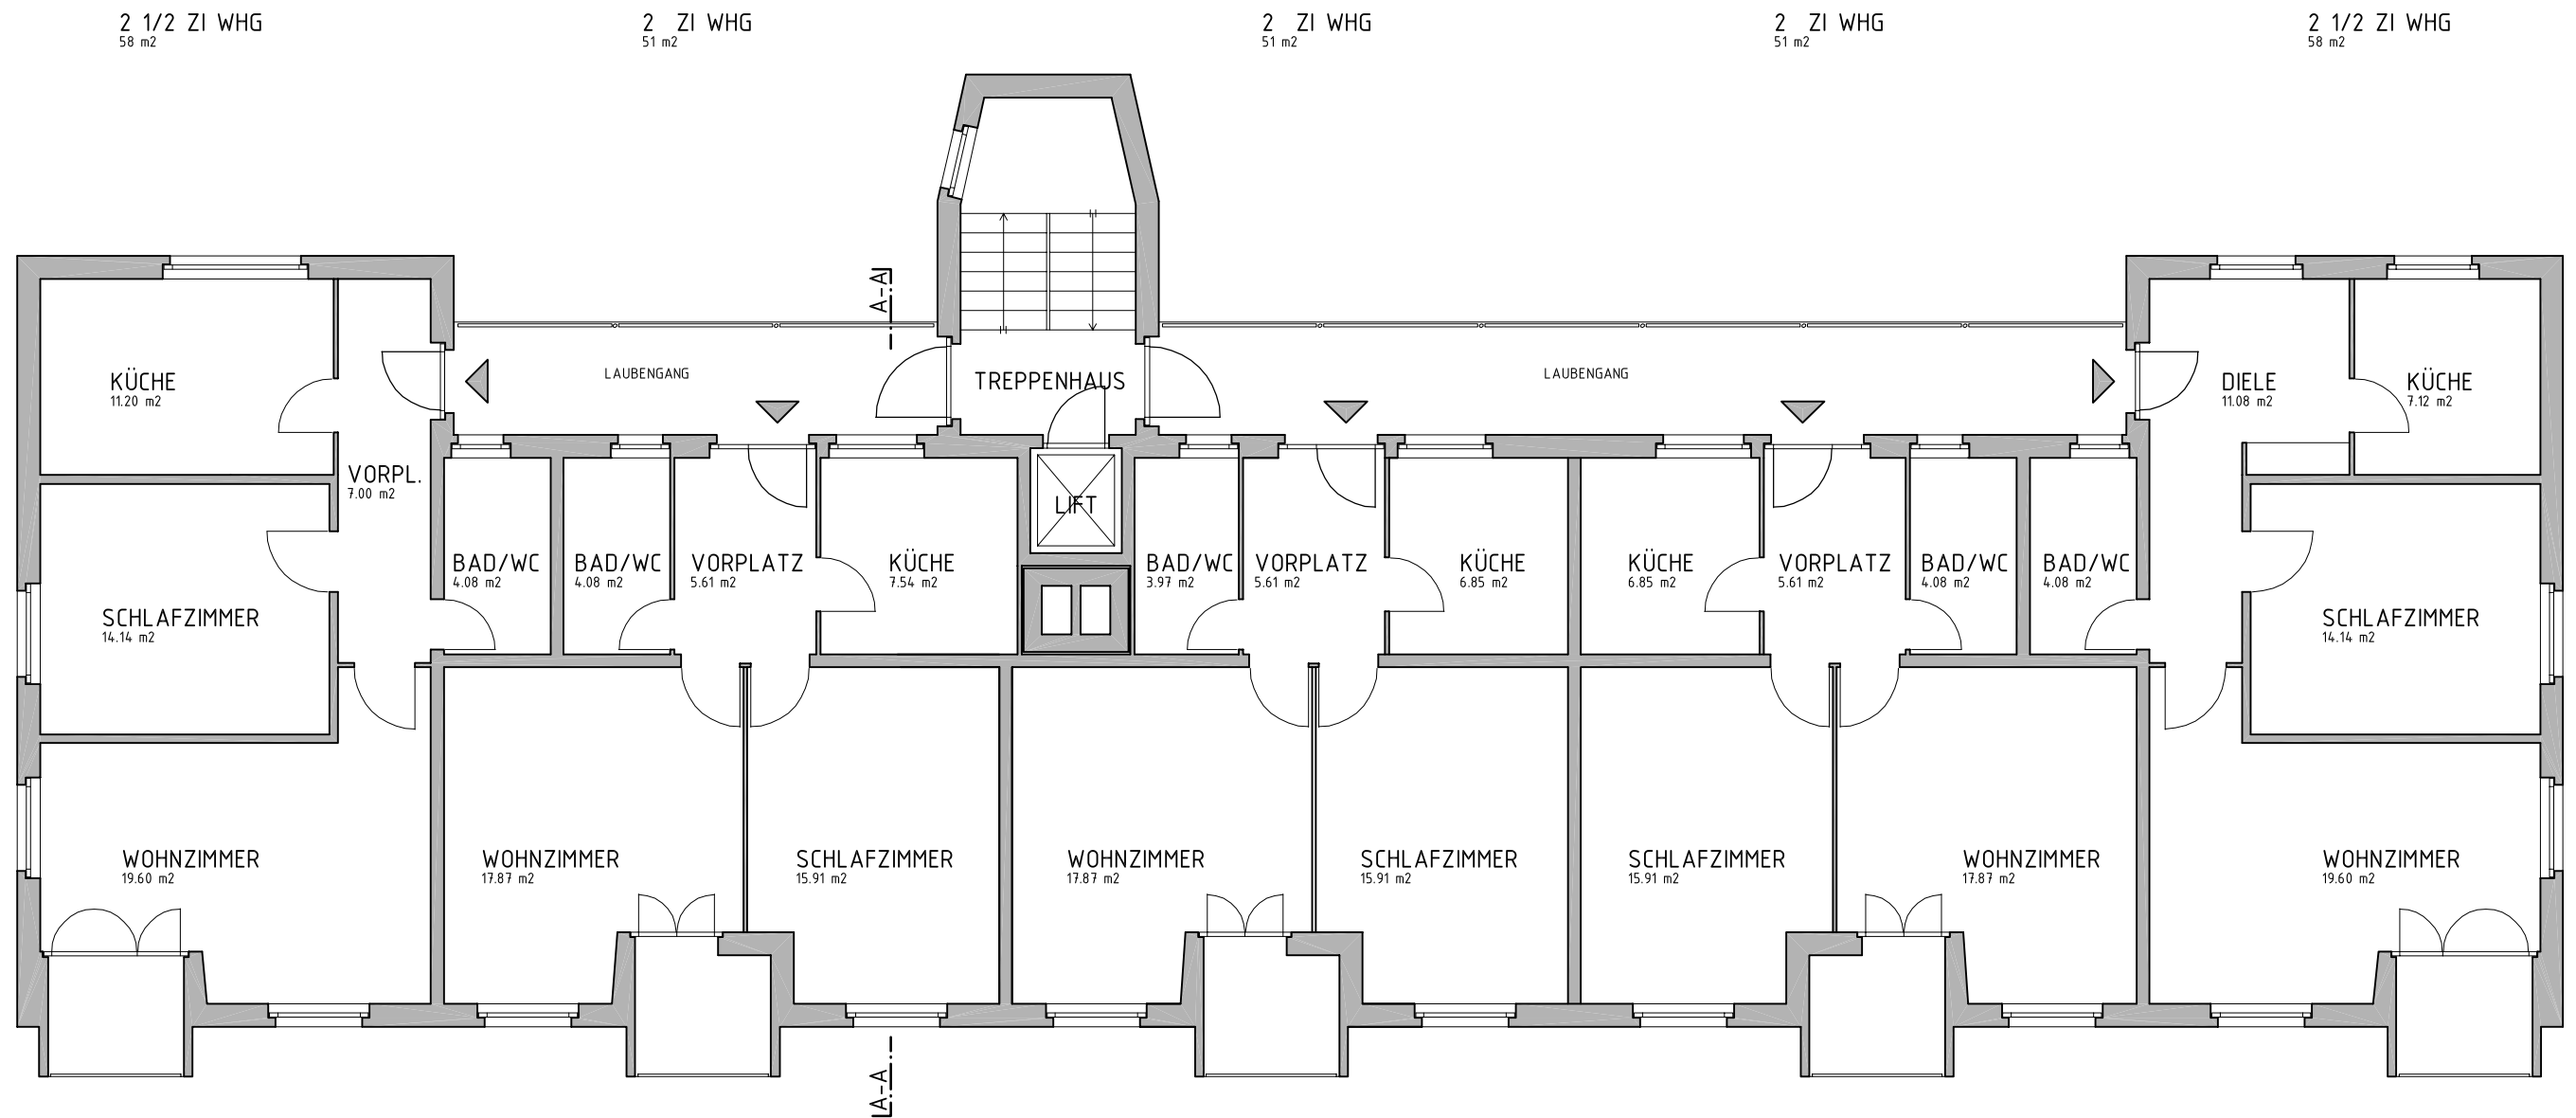 2 1/2 ZI WHG
58 m2
2 ZI WHG
51 m2
2 ZI WHG
51 m2
2 ZI WHG
51 m2
2 1/2 ZI WHG
58 m2
A-A
LAUBENGANG
TREPPENHAUS
LAUBENGANG
KÜCHE
11.20 m2
DIELE
11.08 m2
KÜCHE
7.12 m2
VORPL.
7.00 m2
LIFT
BAD/WC
4.08 m2
BAD/WC
4.08 m2
VORPLATZ
5.61 m2
KÜCHE
7.54 m2
BAD/WC
3.97 m2
VORPLATZ
5.61 m2
KÜCHE
6.85 m2
KÜCHE
6.85 m2
VORPLATZ
5.61 m2
BAD/WC
4.08 m2
BAD/WC
4.08 m2
SCHLAFZIMMER
14.14 m2
SCHLAFZIMMER
14.14 m2
WOHNZIMMER
19.60 m2
WOHNZIMMER
17.87 m2
SCHLAFZIMMER
15.91 m2
WOHNZIMMER
17.87 m2
SCHLAFZIMMER
15.91 m2
SCHLAFZIMMER
15.91 m2
WOHNZIMMER
17.87 m2
WOHNZIMMER
19.60 m2
A-A